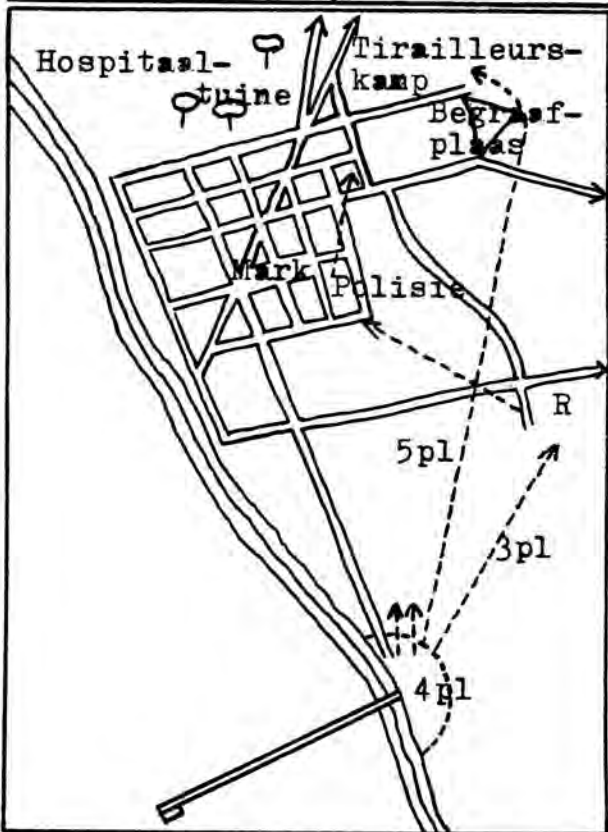 Hospitaal-
tuine
Tirailleurs-
kamp
Begraaf-
plaas
Mark
Polisie
R
5pl
3pl
4pl